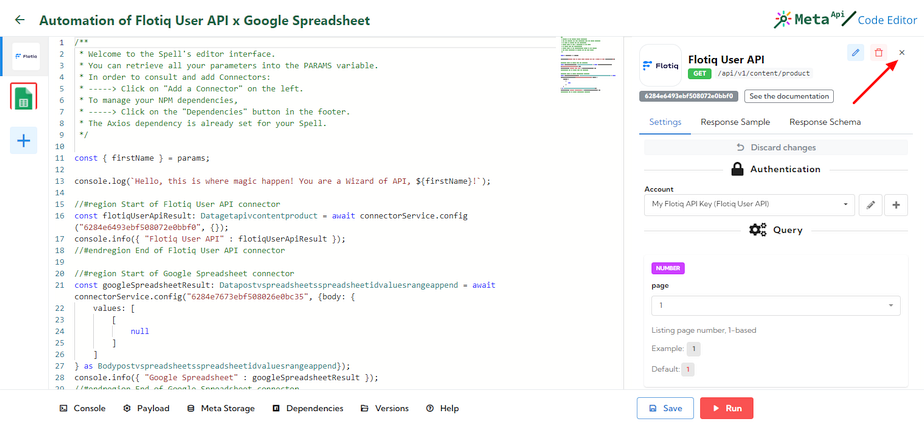 Automation of Flotiq User API x Google Spreadsheet
Meta Api / Code Editor
Flotiq
1 /**
2 * Welcome to the Spell's editor interface.
3 * You can retrieve all your parameters into the PARAMS variable.
4 * In order to consult and add Connectors:
5 * -----> Click on "Add a Connector" on the left.
6 * To manage your NPM dependencies,
7 * -----> Click on the "Dependencies" button in the footer.
8 * The Axios dependency is already set for your Spell.
9 */
10
11 const { firstName } = params;
12
13 console.log(`Hello, this is where magic happen! You are a Wizard of API, ${firstName}!`);
14
15 //#region Start of Flotiq User API connector
16 const flotiqUserApiResult: Datagetapivcontentproduct = await connectorService.config
("6284e6493ebf508072e0bbf0", {});
17 console.info({ "Flotiq User API" : flotiqUserApiResult });
18 //#endregion End of Flotiq User API connector
19
20 //#region Start of Google Spreadsheet connector
21 const googleSpreadsheetResult: Datapostvspreadsheetsspreadsheetidvaluesrangeappend = await
connectorService.config("6284e7673ebf508026e0bc35", {body: {
22 values: [
23 [
24 null
25 ]
26 ]
27 } as Bodypostvspreadsheetsspreadsheetidvaluesrangeappend});
28 console.info({ "Google Spreadsheet" : googleSpreadsheetResult });
29 //#endregion End of Google Spreadsheet connector
Flotiq
Flotiq User API
GET /api/v1/content/product
6284e6493ebf508072e0bbf0 See the documentation
Settings Response Sample Response Schema
Discard changes
Authentication
Account
My Flotiq API Key (Flotiq User API)
Query
NUMBER
page
1
Listing page number, 1-based
Example: 1
Default: 1
Console Payload Meta Storage Dependencies Versions Help
Save Run